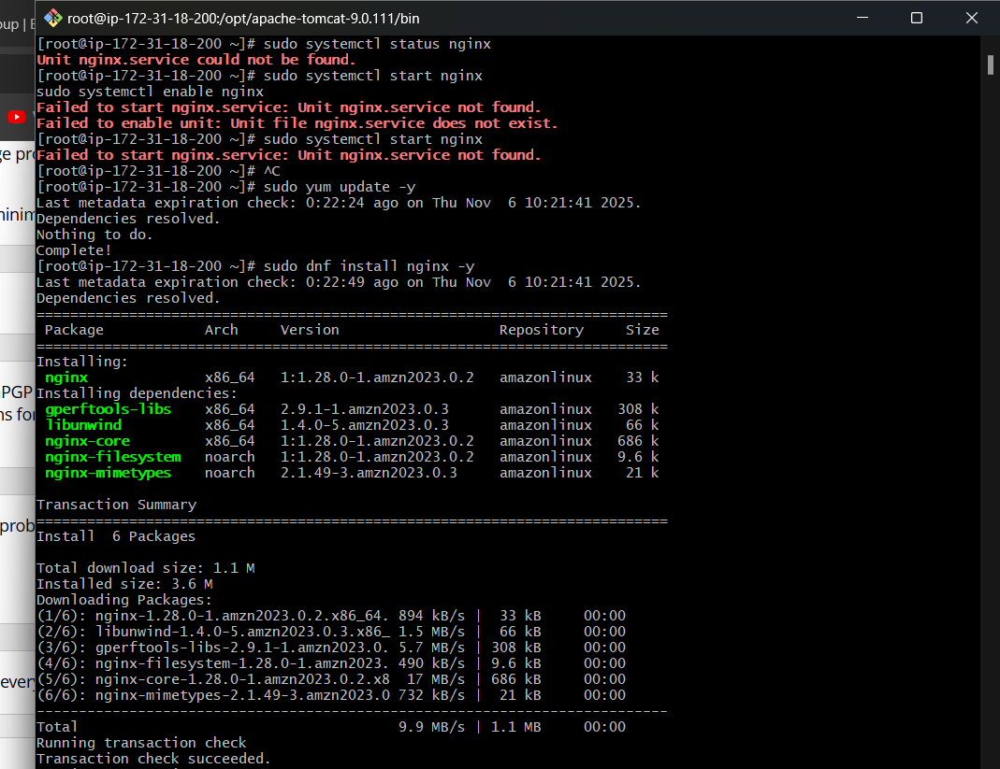 root@ip-172-31-18-200:/opt/apache-tomcat-9.0.111/bin
[root@ip-172-31-18-200 ~]# sudo systemctl status nginx
Unit nginx.service could not be found.
[root@ip-172-31-18-200 ~]# sudo systemctl start nginx
sudo systemctl enable nginx
Failed to start nginx.service: Unit nginx.service not found.
Failed to enable unit: Unit file nginx.service does not exist.
[root@ip-172-31-18-200 ~]# sudo systemctl start nginx
Failed to start nginx.service: Unit nginx.service not found.
[root@ip-172-31-18-200 ~]# ^C
[root@ip-172-31-18-200 ~]# sudo yum update -y
Last metadata expiration check: 0:22:24 ago on Thu Nov  6 10:21:41 2025.
Dependencies resolved.
Nothing to do.
Complete!
[root@ip-172-31-18-200 ~]# sudo dnf install nginx -y
Last metadata expiration check: 0:22:49 ago on Thu Nov  6 10:21:41 2025.
Dependencies resolved.
===========================================================================
 Package            Arch     Version                   Repository     Size
===========================================================================
Installing:
 nginx              x86_64   1:1.28.0-1.amzn2023.0.2   amazonlinux    33 k
Installing dependencies:
 gperftools-libs    x86_64   2.9.1-1.amzn2023.0.3      amazonlinux   308 k
 libunwind          x86_64   1.4.0-5.amzn2023.0.3      amazonlinux    66 k
 nginx-core         x86_64   1:1.28.0-1.amzn2023.0.2   amazonlinux   686 k
 nginx-filesystem   noarch   1:1.28.0-1.amzn2023.0.2   amazonlinux   9.6 k
 nginx-mimetypes    noarch   2.1.49-3.amzn2023.0.3     amazonlinux    21 k
Transaction Summary
===========================================================================
Install  6 Packages
Total download size: 1.1 M
Installed size: 3.6 M
Downloading Packages:
(1/6): nginx-1.28.0-1.amzn2023.0.2.x86_64. 894 kB/s |  33 kB     00:00
(2/6): libunwind-1.4.0-5.amzn2023.0.3.x86_ 1.5 MB/s |  66 kB     00:00
(3/6): gperftools-libs-2.9.1-1.amzn2023.0. 5.7 MB/s | 308 kB     00:00
(4/6): nginx-filesystem-1.28.0-1.amzn2023. 490 kB/s | 9.6 kB     00:00
(5/6): nginx-core-1.28.0-1.amzn2023.0.2.x8  17 MB/s | 686 kB     00:00
(6/6): nginx-mimetypes-2.1.49-3.amzn2023.0 732 kB/s |  21 kB     00:00
---------------------------------------------------------------------------
Total                                      9.9 MB/s | 1.1 MB     00:00
Running transaction check
Transaction check succeeded.